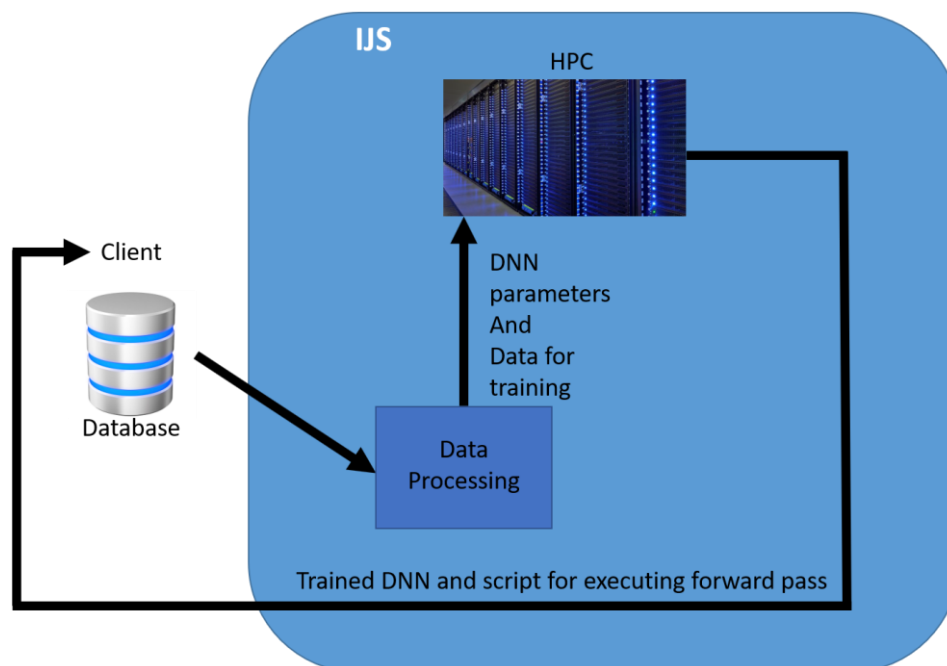 IJS
HPC
Client
Database
DNN
parameters
And
Data for
training
Data
Processing
Trained DNN and script for executing forward pass